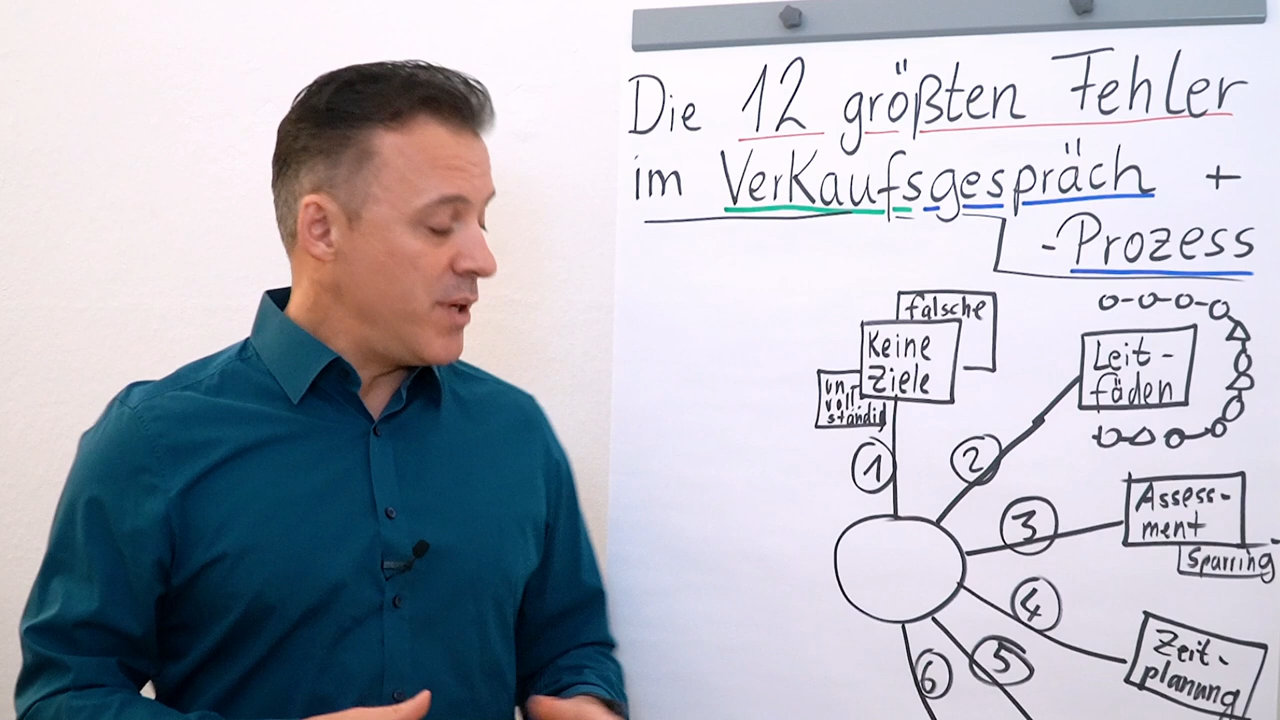 Die 12 größten Fehler
im Verkaufsgespräch +
-Prozess
falsche
Keine
Ziele
un
voll
ständig
1
2
Leit-
fäden
3
Assess-
ment
Sparring
4
Zeit-
planung
5
6